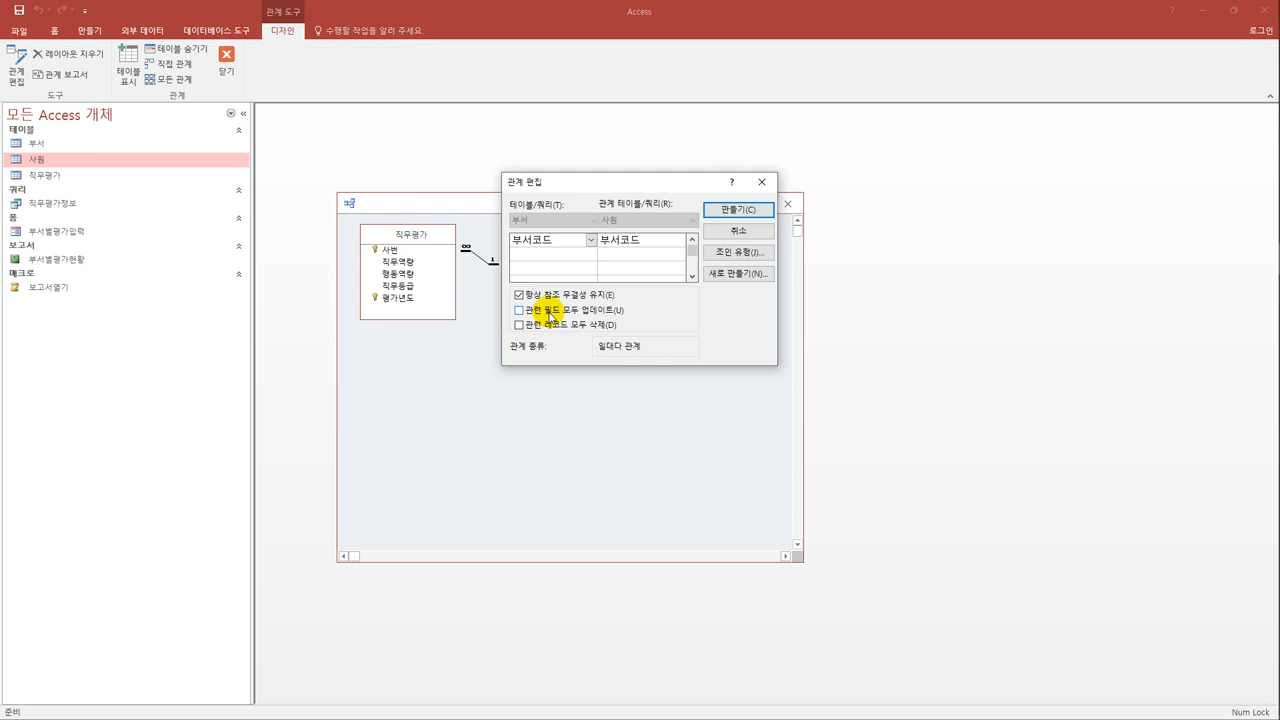 관계 도구
Access
파일
홈
만들기
외부 데이터
데이터베이스 도구
디자인
수행할 작업을 알려 주세요.
로그인
관계
편집
레이아웃 지우기
관계 보고서
도구
테이블
표시
테이블 숨기기
직접 관계
모든 관계
관계
닫기
모든 Access 개체
테이블
부서
사원
직무평가
쿼리
직무평가정보
폼
부서별평가입력
보고서
부서별평가현황
매크로
보고서열기
직무평가
사번
직무역량
행동역량
직무등급
평가년도
∞
1
관계 편집
?
테이블/쿼리(T):
관계 테이블/쿼리(R):
부서
사원
부서코드
부서코드
만들기(C)
취소
조인 유형(J)...
새로 만들기(N)...
항상 참조 무결성 유지(E)
관련 필드 모두 업데이트(U)
관련 레코드 모두 삭제(D)
관계 종류:
일대다 관계
준비
Num Lock